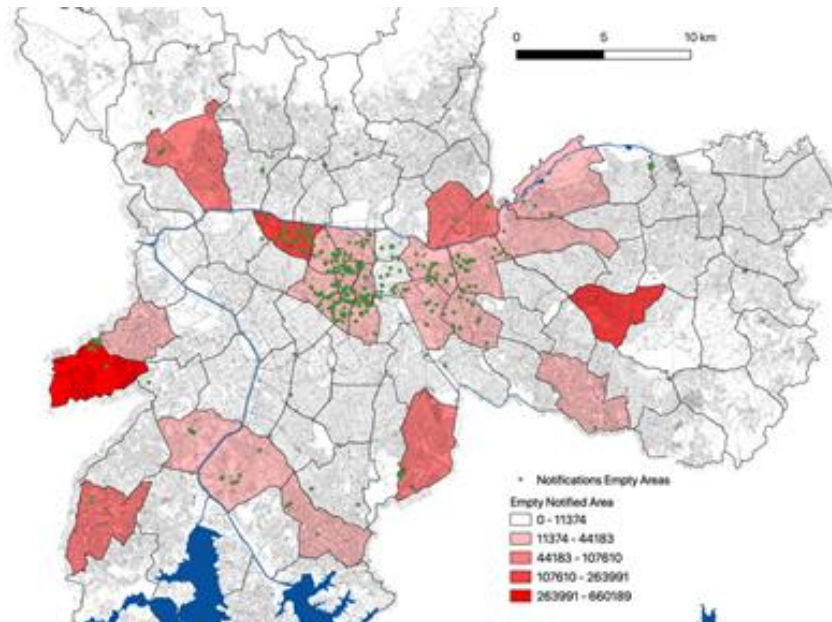 0 5 10 km
Notifications Empty Areas
Empty Notified Area
0 - 11374
11374 - 44183
44183 - 107610
107610 - 263991
263991 - 660189